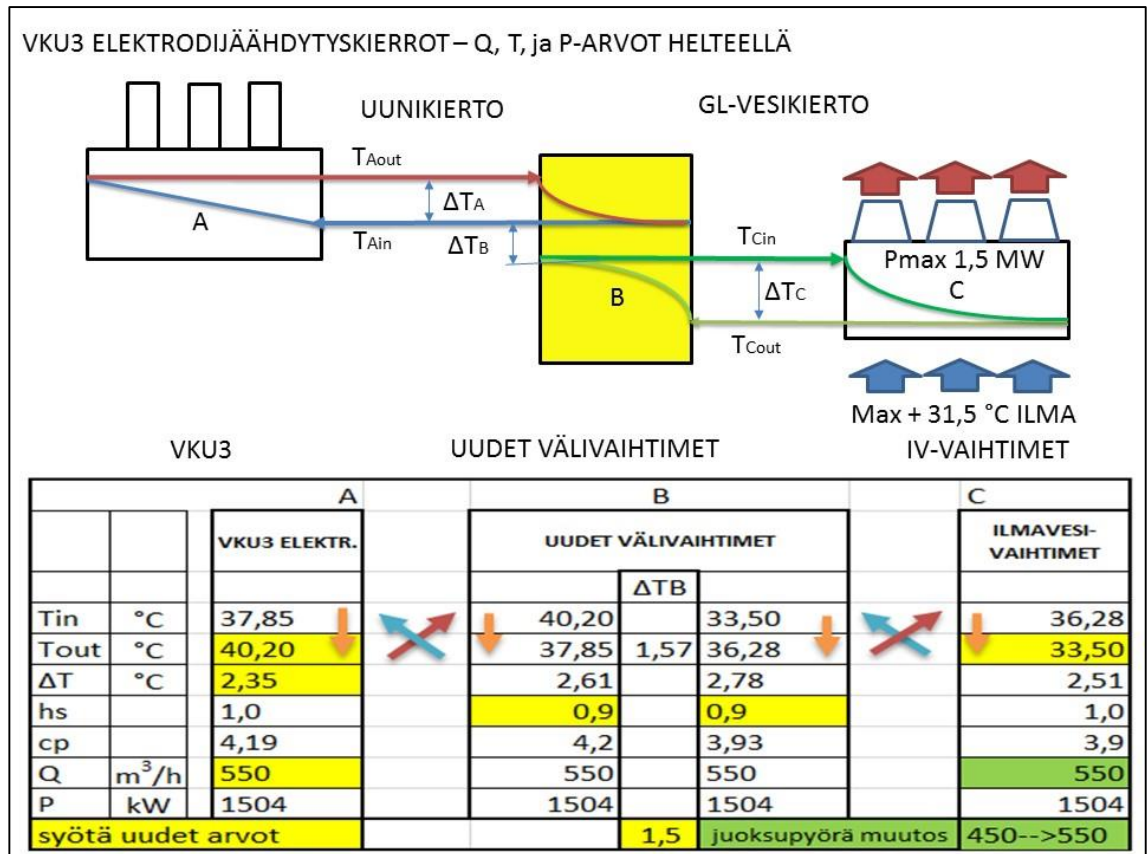 VKU3 ELEKTRODIJÄÄHDYTYSKIERROT – Q, T, ja P-ARVOT HELTEELLÄ
UUNIKIERTO
GL-VESIKIERTO
TAout
ΔTA
A
TAin
ΔTB
B
TCin
Pmax 1,5 MW
C
ΔTC
TCout
Max + 31,5 °C ILMA
VKU3
UUDET VÄLIVAIHTIMET
IV-VAIHTIMET
A B C
VKU3 ELEKTR. UUDET VÄLIVAIHTIMET ILMAVESI-
VAIHTIMET
ΔTB
Tin °C 37,85 40,20 33,50 36,28
Tout °C 40,20 37,85 1,57 36,28 33,50
ΔT °C 2,35 2,61 2,78 2,51
hs 1,0 0,9 0,9 1,0
cp 4,19 4,2 3,93 3,9
Q m³/h 550 550 550 550
P kW 1504 1504 1504 1504
syötä uudet arvot 1,5 juoksupyörä muutos 450-->550